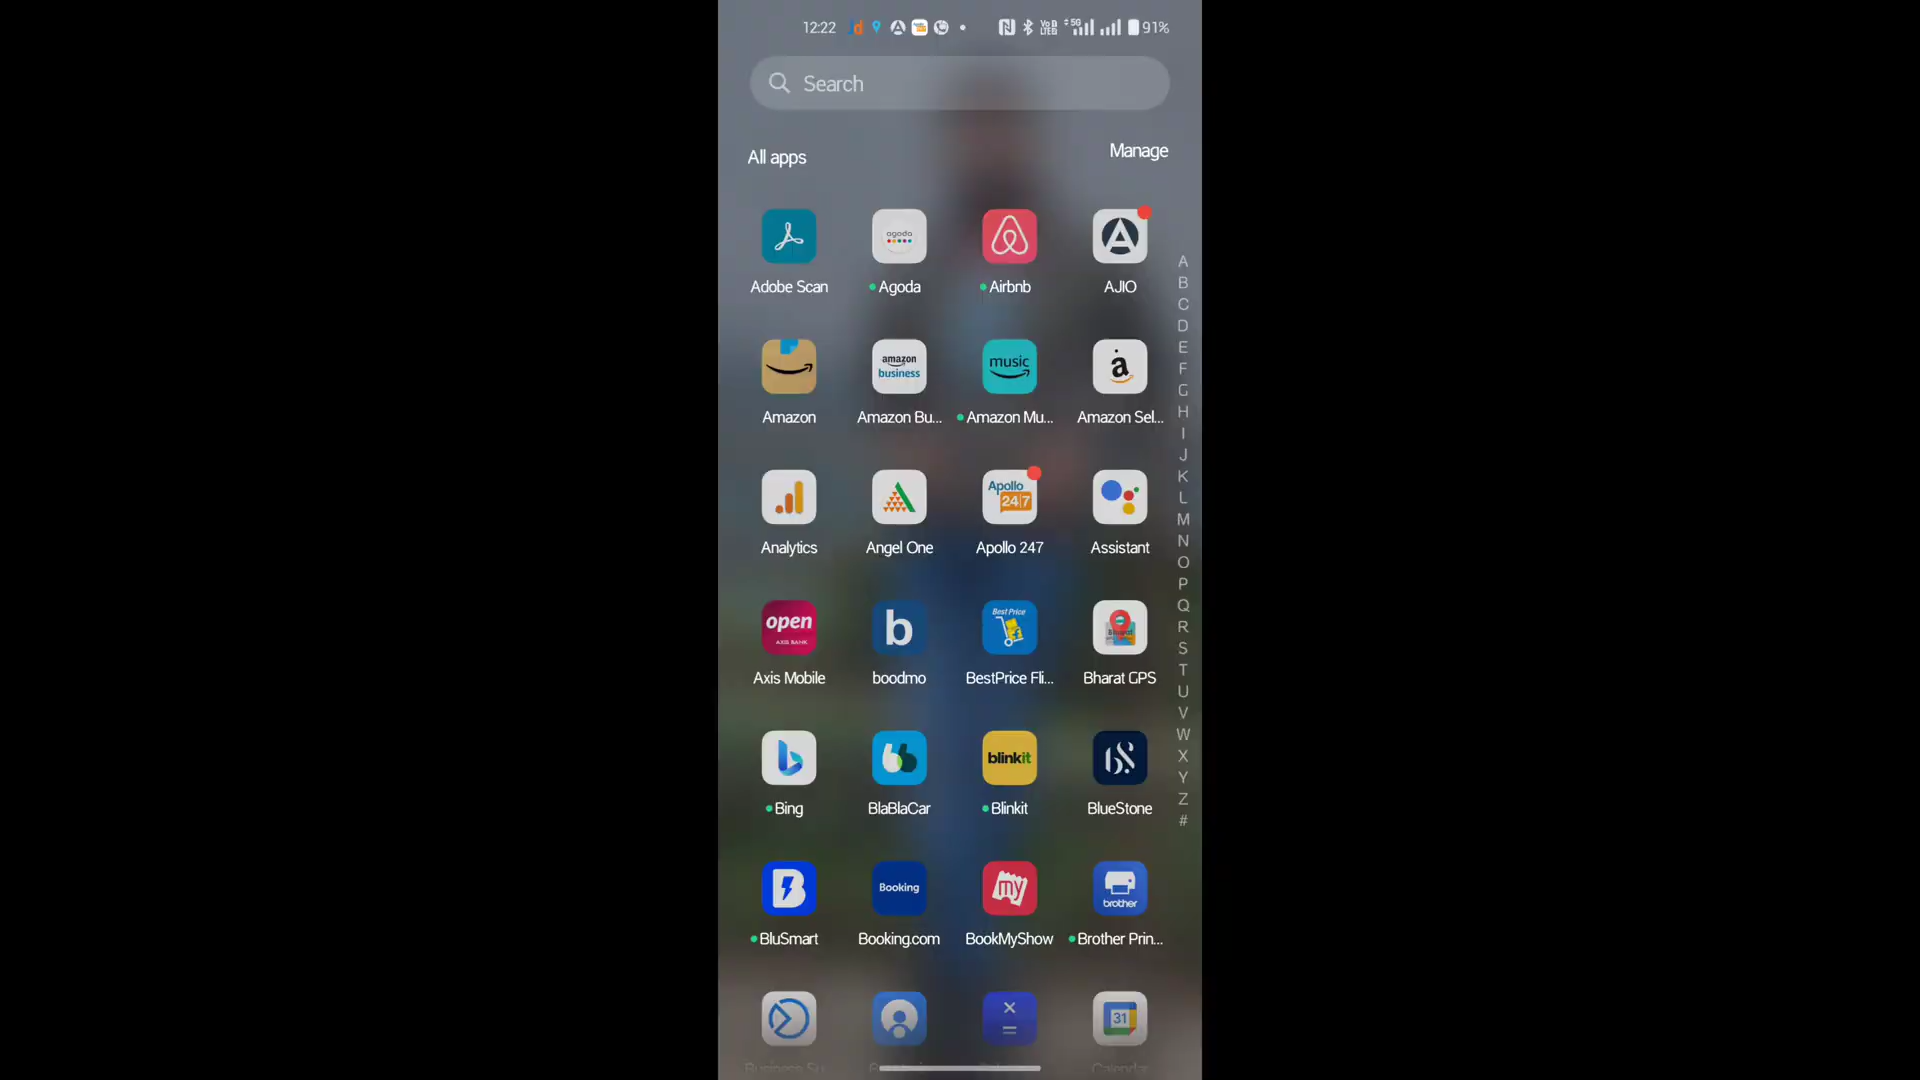 12:22 91%
Search
All apps
Manage
agoda
Adobe Scan Agoda Airbnb AJIO
amazon business music a
Amazon Amazon Bu... Amazon Mu... Amazon Sel...
Apollo 24|7
Analytics Angel One Apollo 247 Assistant
open AXIS BANK b Best Price
Axis Mobile boodmo BestPrice Fli... Bharat GPS
blinkit
Bing BlaBlaCar Blinkit BlueStone
Booking my brother
BluSmart Booking.com BookMyShow Brother Prin...
31
Calendar
A
B
C
D
E
F
G
H
I
J
K
L
M
N
O
P
Q
R
S
T
U
V
W
X
Y
Z
#